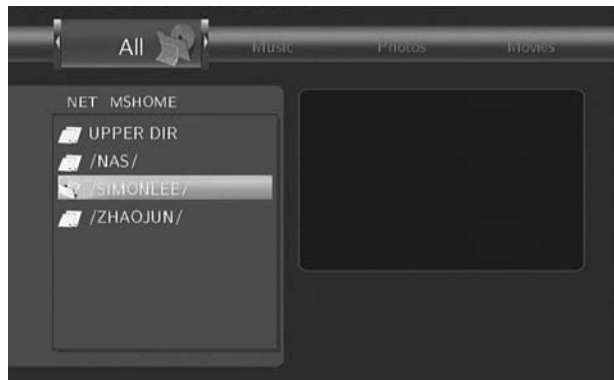 All Music Photos Movies
NET MSHOME
UPPER DIR
/NAS/
/SIMONLEE/
/ZHAOJUN/